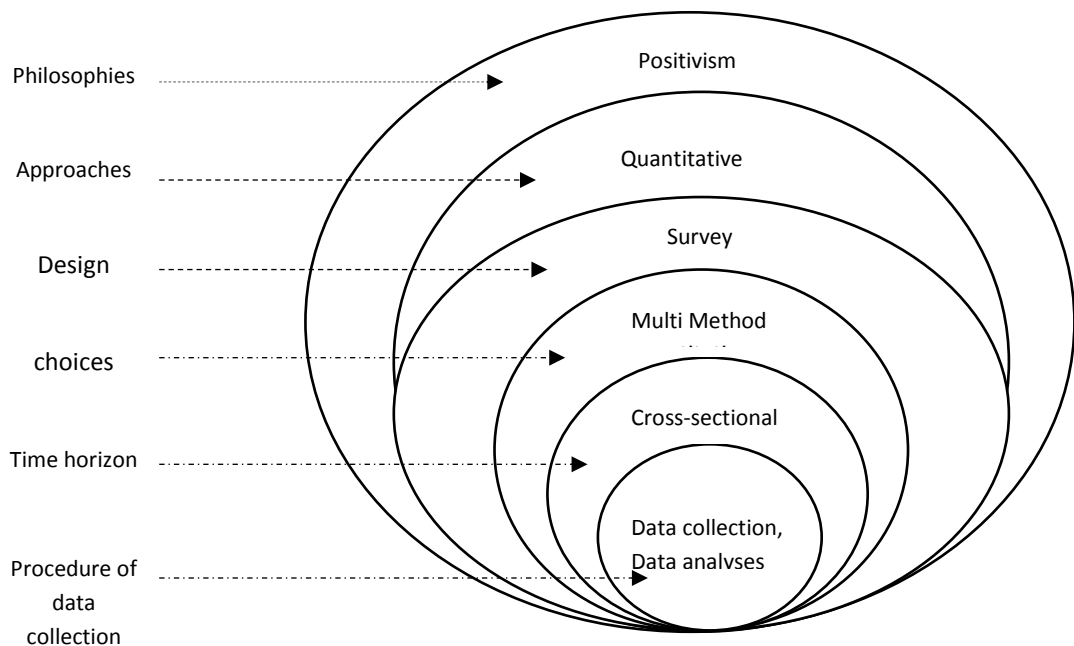 Philosophies
Positivism
Approaches
Quantitative
Design
Survey
choices
Multi Method
Time horizon
Cross-sectional
Procedure of
data
collection
Data collection,
Data analyses